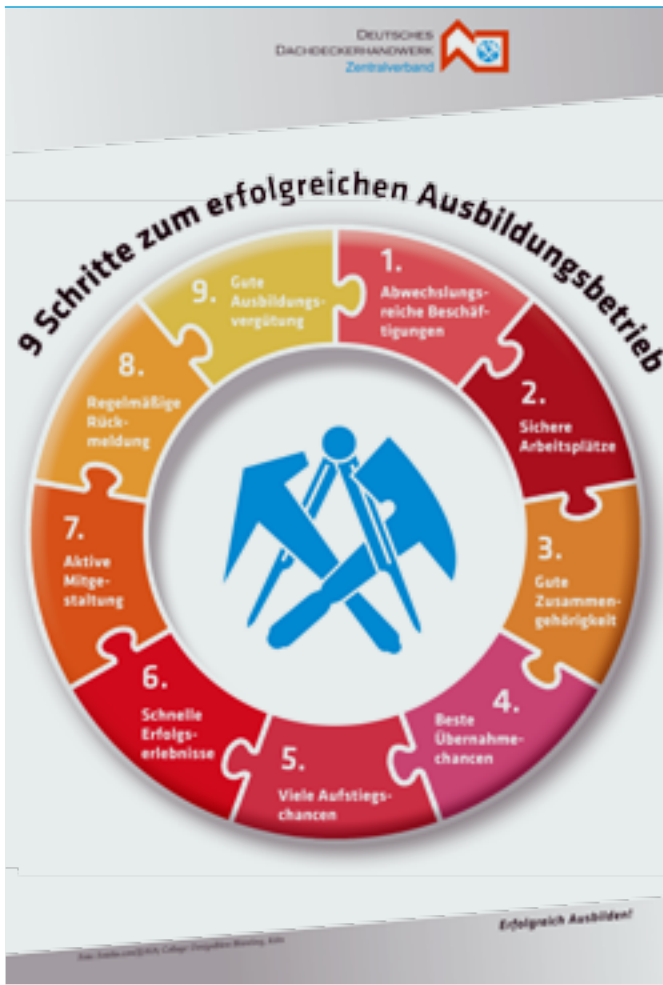 DEUTSCHES
DACHDECKERHANDWERK
Zentralverband
9 Schritte zum erfolgreichen Ausbildungsbetrieb
1.
Abwechslungs-
reiche Beschäf-
tigungen
2.
Sichere
Arbeitsplätze
3.
Gute
Zusammen-
gehörigkeit
4.
Beste
Übernahme-
chancen
5.
Viele Aufstiegs-
chancen
6.
Schnelle
Erfolgs-
erlebnisse
7.
Aktive
Mitge-
staltung
8.
Regelmäßige
Rück-
meldung
9. Gute
Ausbildungs-
vergütung
Erfolgreich Ausbilden!